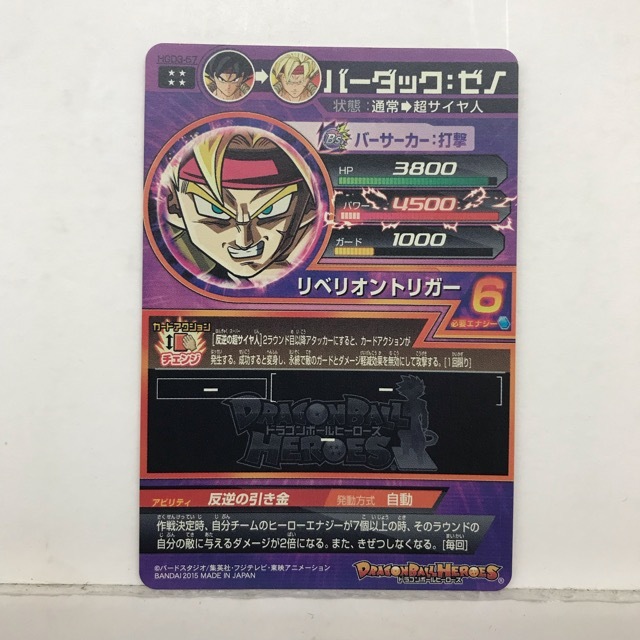 HGD3-57
バーダック:ゼノ
状態:通常➡超サイヤ人
Bs バーサーカー:打撃
HP 3800
パワー 4500
ガード 1000
リベリオントリガー 6
必殺エナジー
カードアクション
チェンジ
[反逆の超サイヤ人]2ラウンド目以降アタッカーにすると、カードアクションが
発生する。成功すると変身し、永続で敵のガードとダメージ軽減効果を無効にして攻撃する。[1回限り]
DRAGONBALL
ドラゴンボールヒーローズ
HEROES
アビリティ 反逆の引き金 発動方式 自動
作戦決定時、自分チームのヒーローエナジーが7個以上の時、そのラウンドの
自分の敵に与えるダメージが2倍になる。また、きぜつしなくなる。[毎回]
©バードスタジオ/集英社・フジテレビ・東映アニメーション
BANDAI 2015 MADE IN JAPAN
DRAGONBALL HEROES
ドラゴンボールヒーローズ